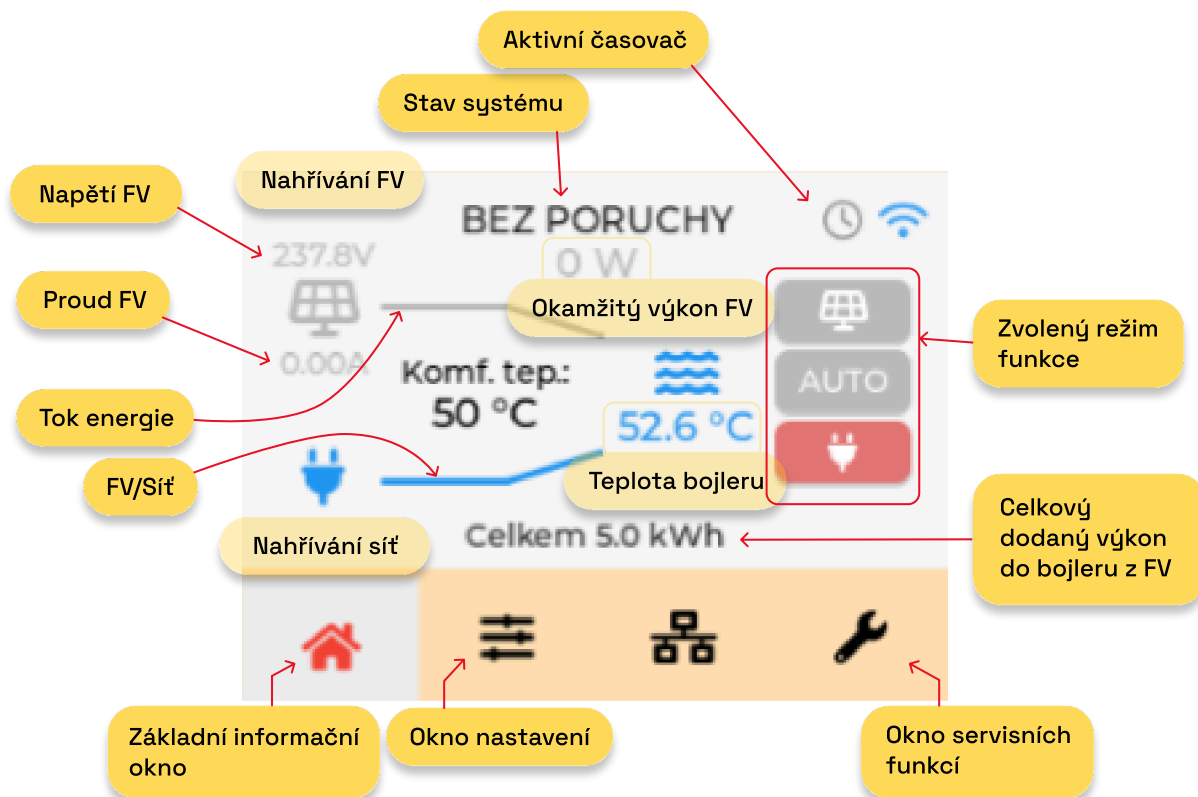 Aktivní časovač
Stav systému
Nahřívání FV
Napětí FV
BEZ PORUCHY
237.8V
0 W
Proud FV
Okamžitý výkon FV
Zvolený režim
funkce
0.00A
Komf. tep.:
50 °C
AUTO
Tok energie
52.6 °C
FV/Síť
Teplota bojleru
Celkový
dodaný výkon
do bojleru z FV
Nahřívání síť
Celkem 5.0 kWh
Základní informační
okno
Okno nastavení
Okno servisních
funkcí